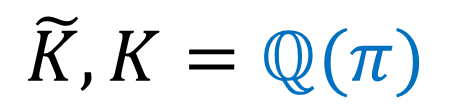 K̃, K = ℚ(π)